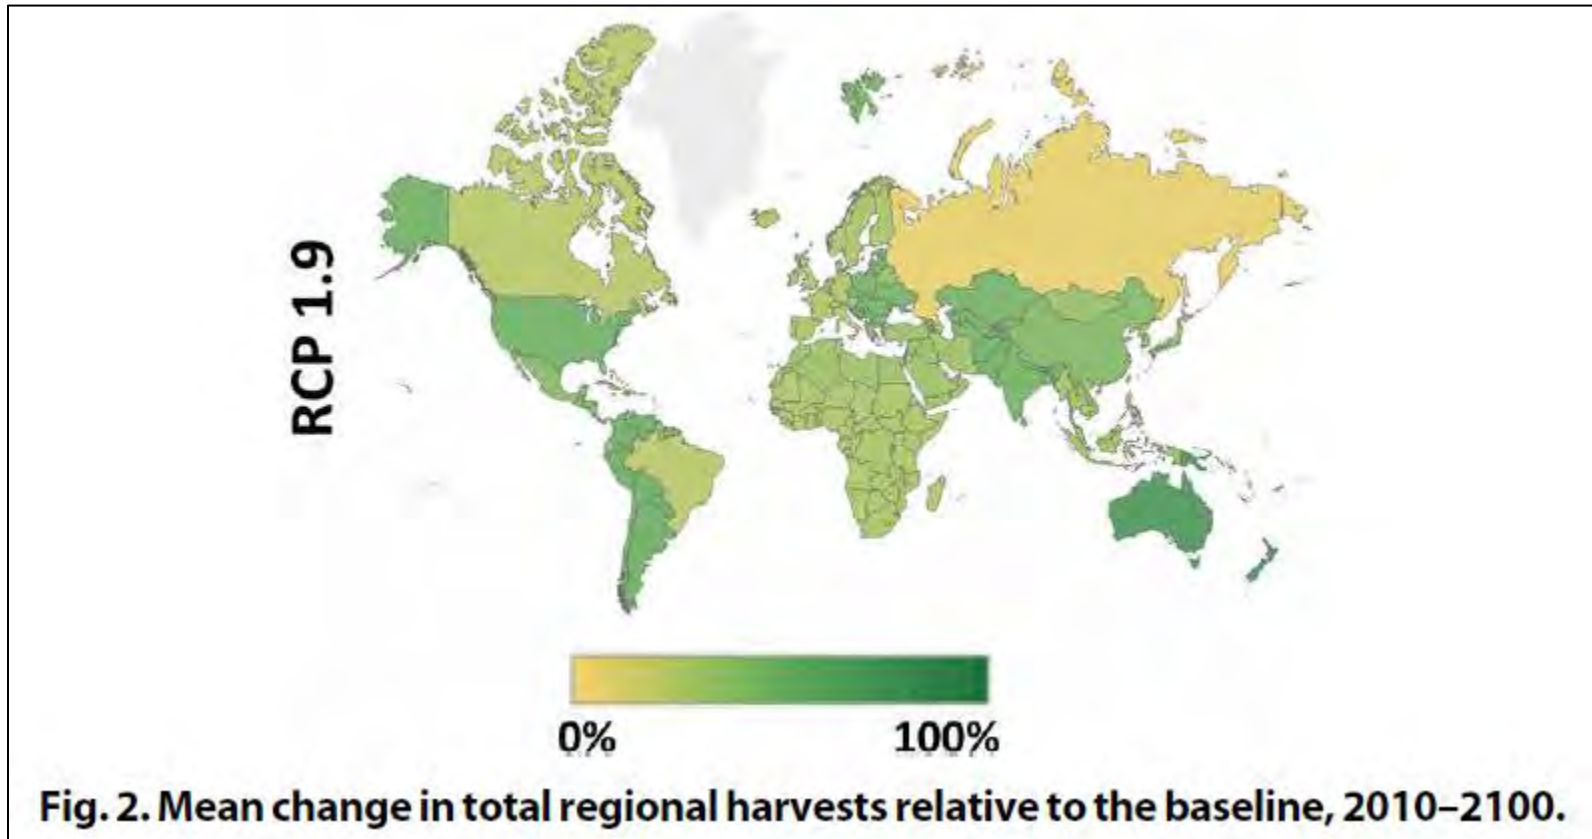 RCP 1.9
0% 100%
Fig. 2. Mean change in total regional harvests relative to the baseline, 2010–2100.